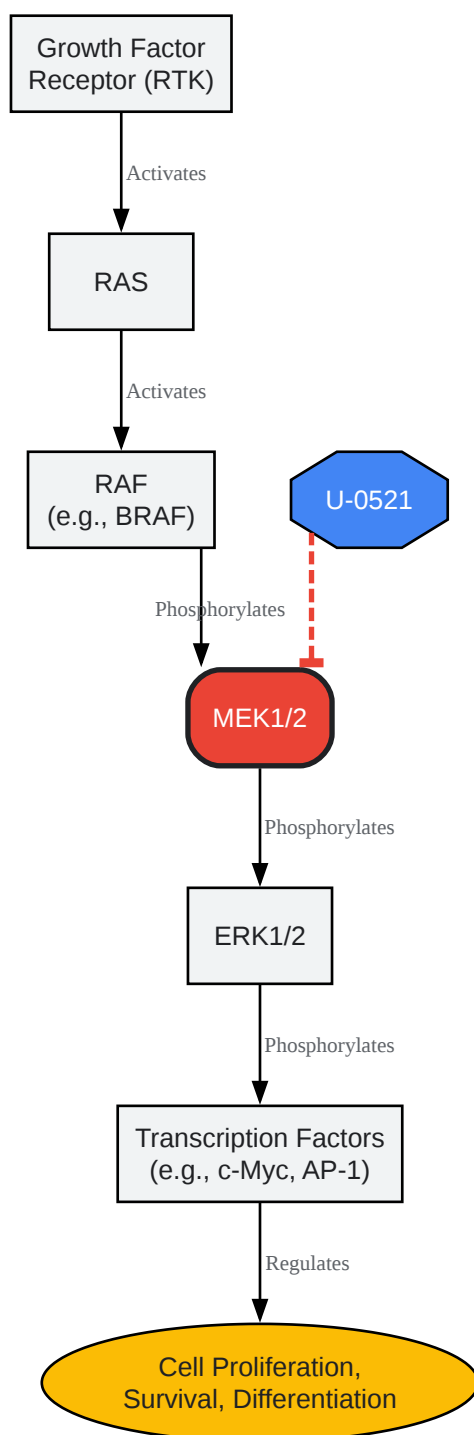 Growth Factor
Receptor (RTK)
Activates
RAS
Activates
RAF
(e.g., BRAF)
U-0521
Phosphorylates
MEK1/2
Phosphorylates
ERK1/2
Phosphorylates
Transcription Factors
(e.g., c-Myc, AP-1)
Regulates
Cell Proliferation,
Survival, Differentiation